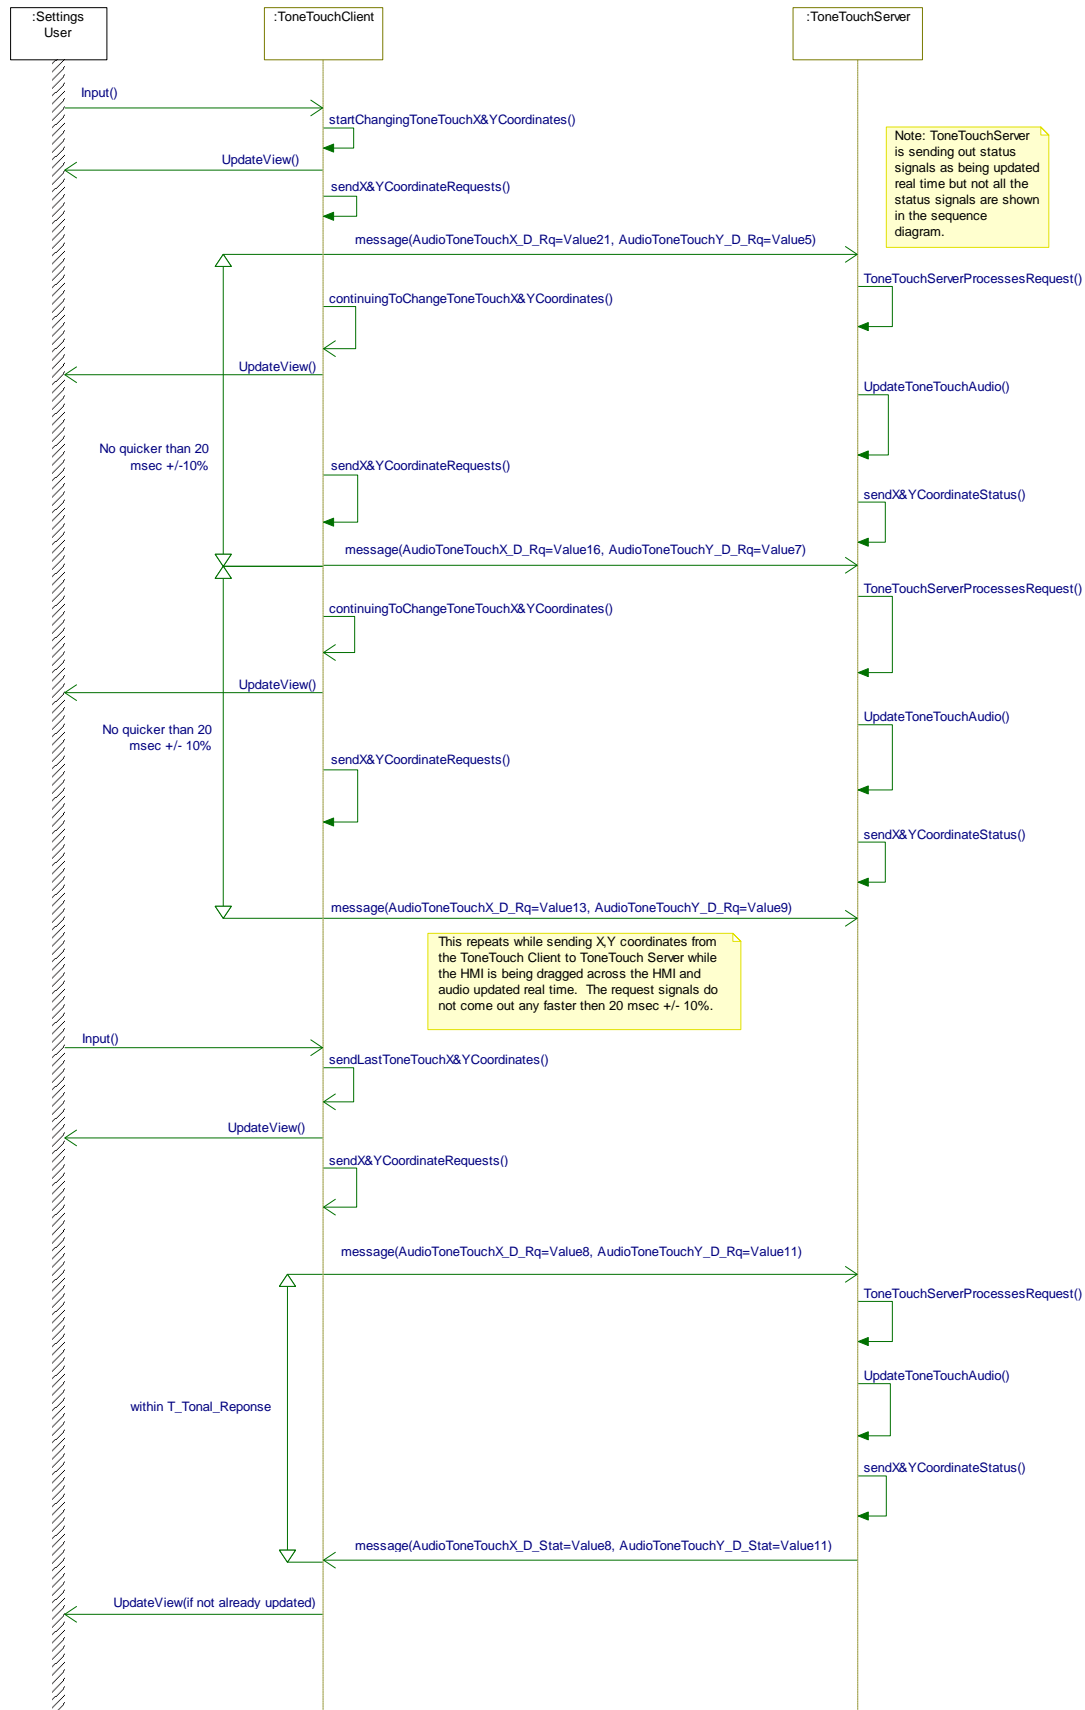 :Settings
User
:ToneTouchClient
:ToneTouchServer
Input()
startChangingToneTouchX&YCoordinates()
Note: ToneTouchServer
is sending out status
signals as being updated
real time but not all the
status signals are shown
in the sequence
diagram.
UpdateView()
sendX&YCoordinateRequests()
message(AudioToneTouchX_D_Rq=Value21, AudioToneTouchY_D_Rq=Value5)
ToneTouchServerProcessesRequest()
continuingToChangeToneTouchX&YCoordinates()
UpdateView()
UpdateToneTouchAudio()
No quicker than 20
msec +/-10%
sendX&YCoordinateRequests()
sendX&YCoordinateStatus()
message(AudioToneTouchX_D_Rq=Value16, AudioToneTouchY_D_Rq=Value7)
ToneTouchServerProcessesRequest()
continuingToChangeToneTouchX&YCoordinates()
UpdateView()
UpdateToneTouchAudio()
No quicker than 20
msec +/- 10%
sendX&YCoordinateRequests()
sendX&YCoordinateStatus()
message(AudioToneTouchX_D_Rq=Value13, AudioToneTouchY_D_Rq=Value9)
This repeats while sending X,Y coordinates from
the ToneTouch Client to ToneTouch Server while
the HMI is being dragged across the HMI and
audio updated real time.  The request signals do
not come out any faster then 20 msec +/- 10%.
Input()
sendLastToneTouchX&YCoordinates()
UpdateView()
sendX&YCoordinateRequests()
message(AudioToneTouchX_D_Rq=Value8, AudioToneTouchY_D_Rq=Value11)
ToneTouchServerProcessesRequest()
UpdateToneTouchAudio()
within T_Tonal_Reponse
sendX&YCoordinateStatus()
message(AudioToneTouchX_D_Stat=Value8, AudioToneTouchY_D_Stat=Value11)
UpdateView(if not already updated)